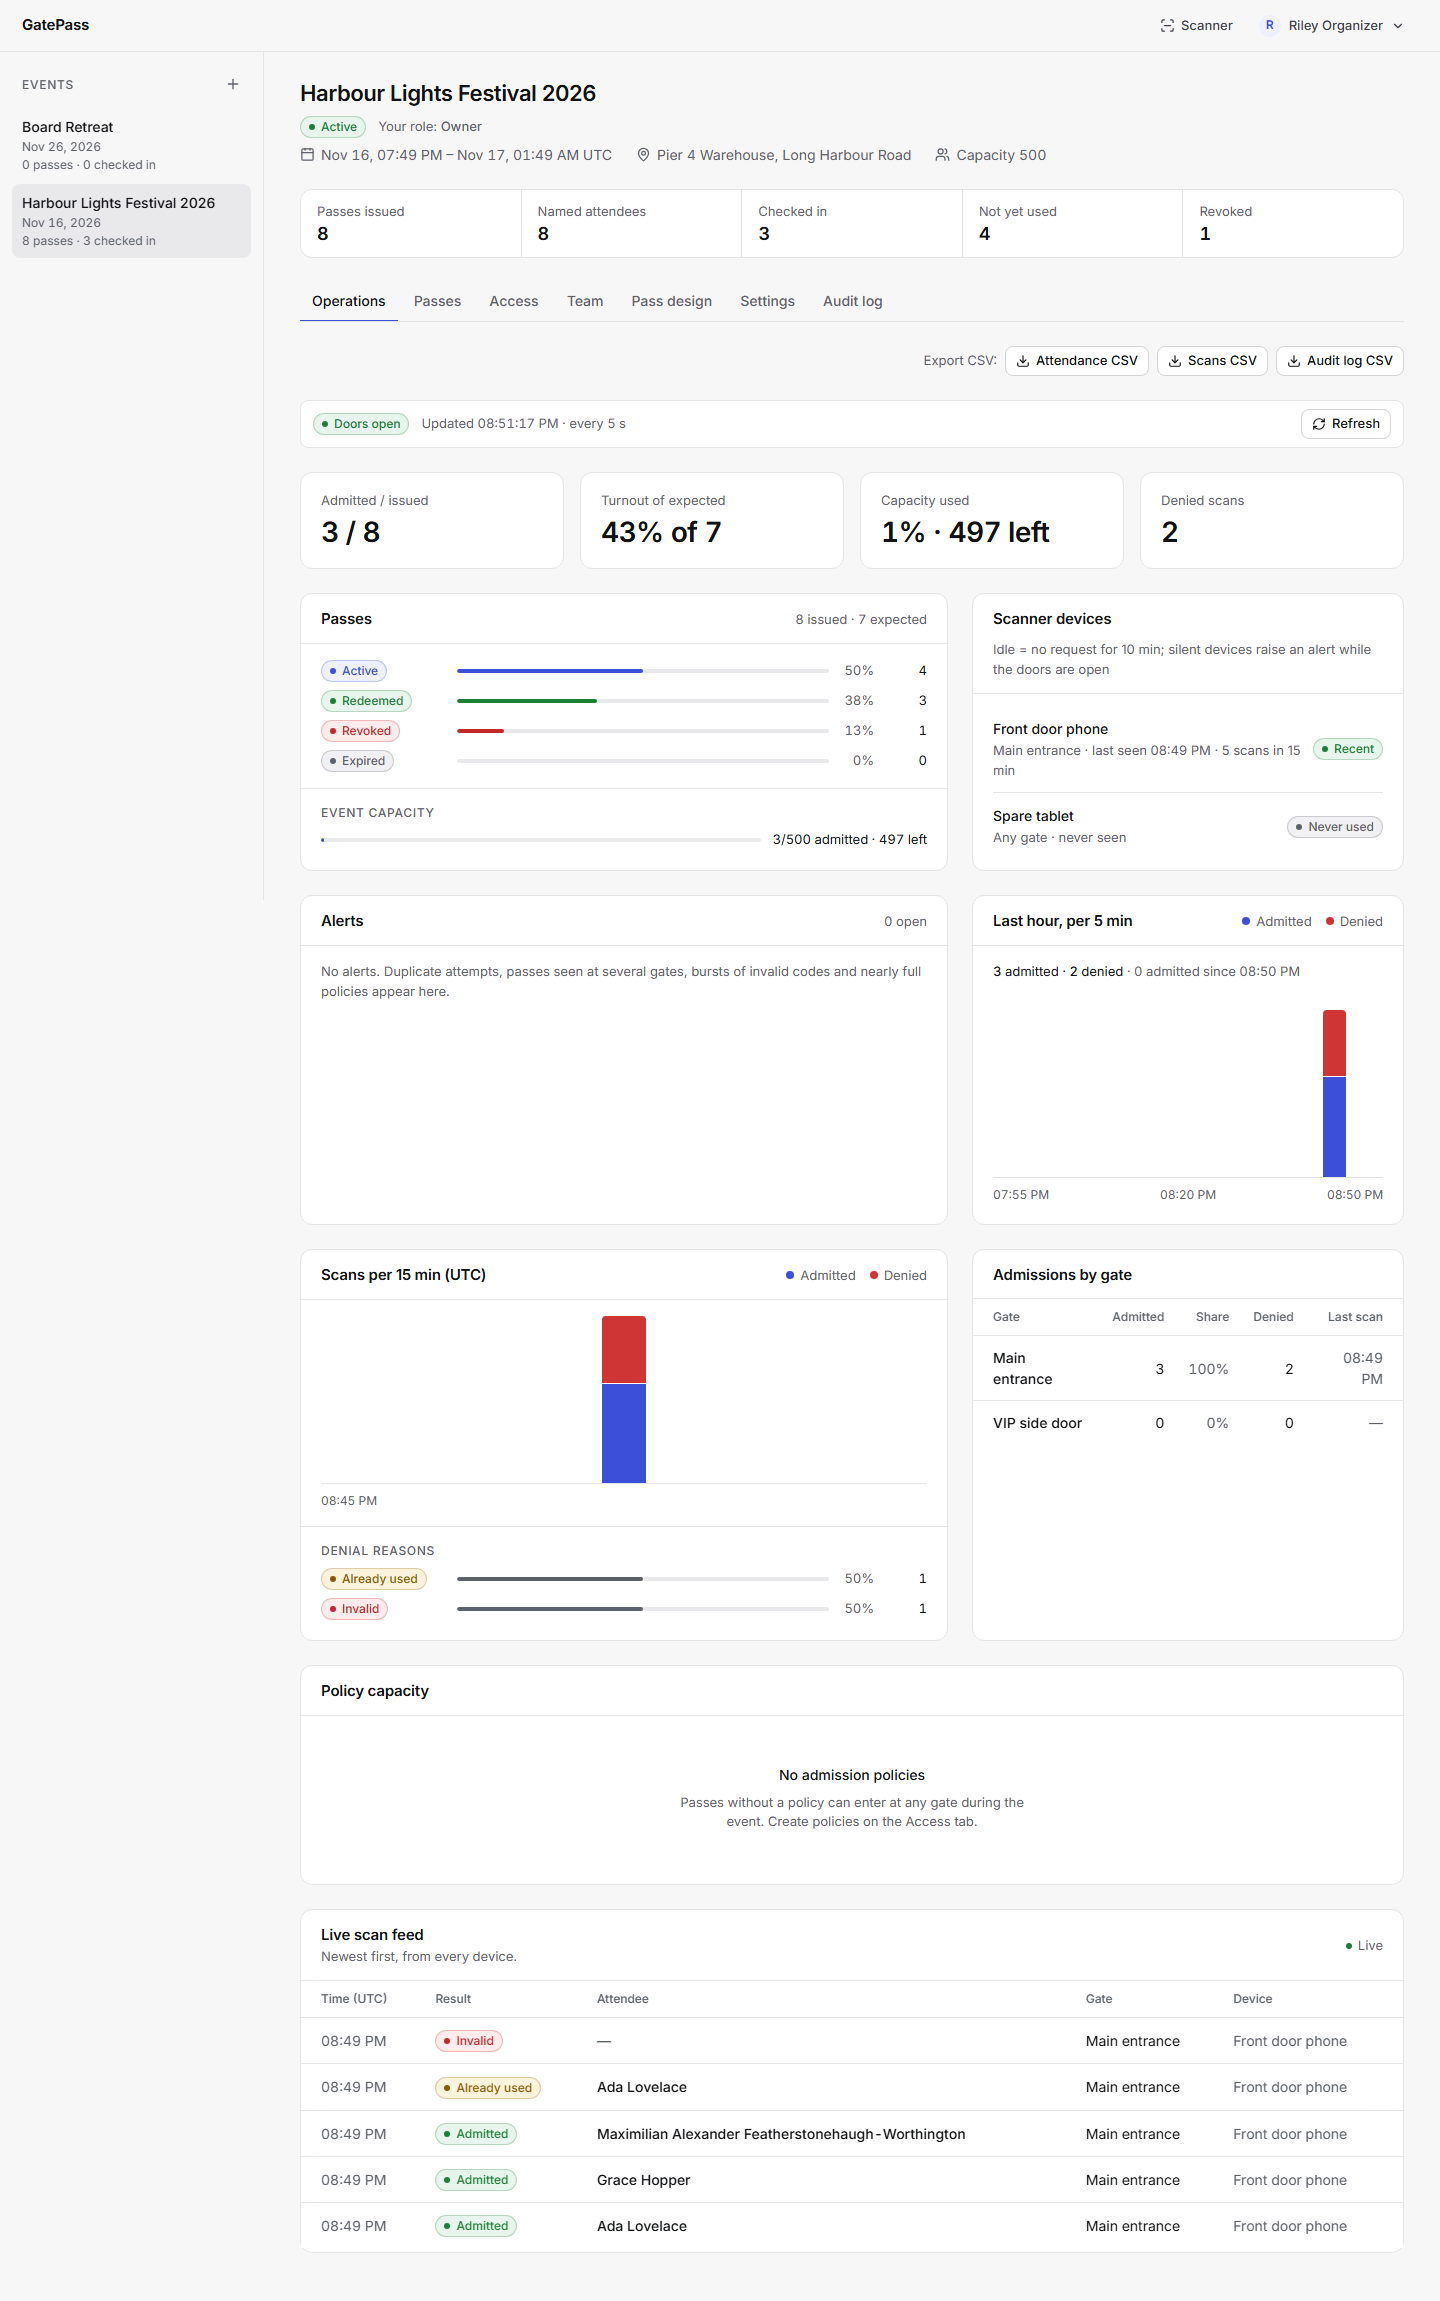 GatePass
Scanner
R
Riley Organizer
EVENTS
Board Retreat
Nov 26, 2026
0 passes · 0 checked in
Harbour Lights Festival 2026
Nov 16, 2026
8 passes · 3 checked in
Harbour Lights Festival 2026
Active
Your role: Owner
Nov 16, 07:49 PM – Nov 17, 01:49 AM UTC
Pier 4 Warehouse, Long Harbour Road
Capacity 500
Passes issued
8
Named attendees
8
Checked in
3
Not yet used
4
Revoked
1
Operations
Passes
Access
Team
Pass design
Settings
Audit log
Export CSV:
Attendance CSV
Scans CSV
Audit log CSV
Doors open
Updated 08:51:17 PM · every 5 s
Refresh
Admitted / issued
3 / 8
Turnout of expected
43% of 7
Capacity used
1% · 497 left
Denied scans
2
Passes
8 issued · 7 expected
Active 50% 4
Redeemed 38% 3
Revoked 13% 1
Expired 0% 0
EVENT CAPACITY
3/500 admitted · 497 left
Scanner devices
Idle = no request for 10 min; silent devices raise an alert while
the doors are open
Front door phone
Main entrance · last seen 08:49 PM · 5 scans in 15
min
Recent
Spare tablet
Any gate · never seen
Never used
Alerts
0 open
No alerts. Duplicate attempts, passes seen at several gates, bursts of invalid codes and nearly full
policies appear here.
Last hour, per 5 min
Admitted
Denied
3 admitted · 2 denied · 0 admitted since 08:50 PM
07:55 PM
08:20 PM
08:50 PM
Scans per 15 min (UTC)
Admitted
Denied
08:45 PM
DENIAL REASONS
Already used 50% 1
Invalid 50% 1
Admissions by gate
Gate Admitted Share Denied Last scan
Main
entrance
3 100% 2
08:49
PM
VIP side door 0 0% 0 —
Policy capacity
No admission policies
Passes without a policy can enter at any gate during the
event. Create policies on the Access tab.
Live scan feed
Newest first, from every device.
Live
Time (UTC) Result Attendee Gate Device
08:49 PM Invalid — Main entrance Front door phone
08:49 PM Already used Ada Lovelace Main entrance Front door phone
08:49 PM Admitted Maximilian Alexander Featherstonehaugh-Worthington Main entrance Front door phone
08:49 PM Admitted Grace Hopper Main entrance Front door phone
08:49 PM Admitted Ada Lovelace Main entrance Front door phone